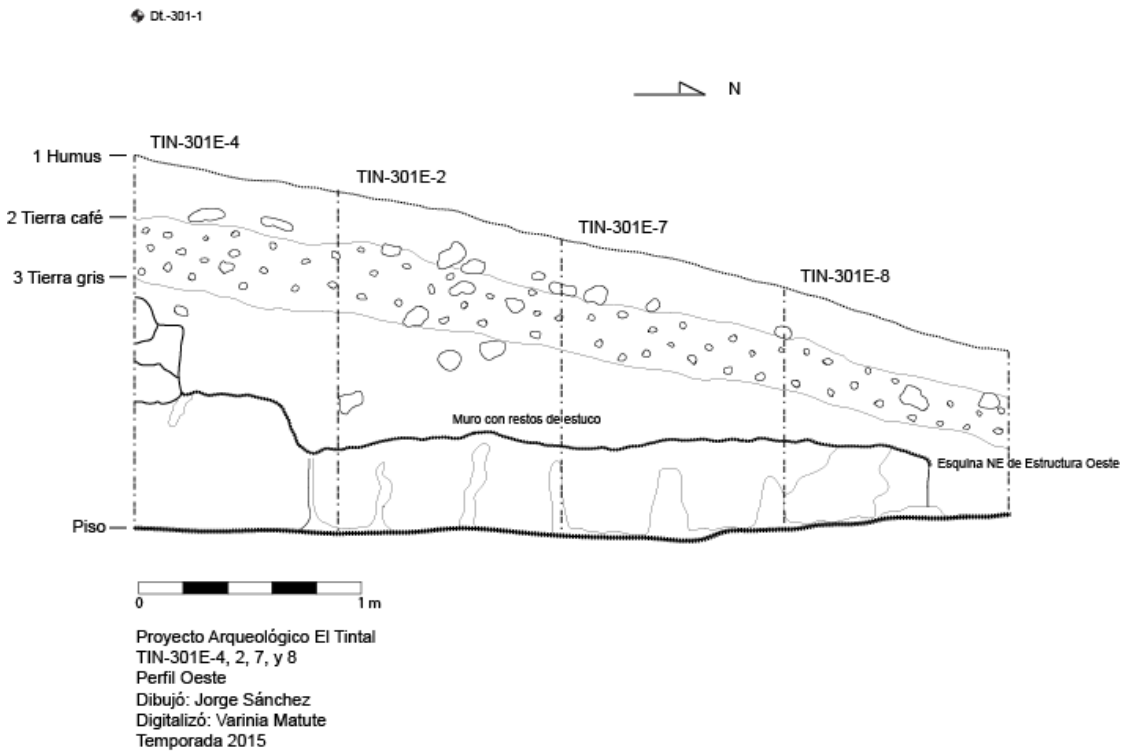 Dt.-301-1
N
TIN-301E-4
1 Humus
TIN-301E-2
2 Tierra café
TIN-301E-7
3 Tierra gris
TIN-301E-8
Muro con restos de estuco
Esquina NE de Estructura Oeste
Piso
0 1 m
Proyecto Arqueológico El Tintal
TIN-301E-4, 2, 7, y 8
Perfil Oeste
Dibujó: Jorge Sánchez
Digitalizó: Varinia Matute
Temporada 2015